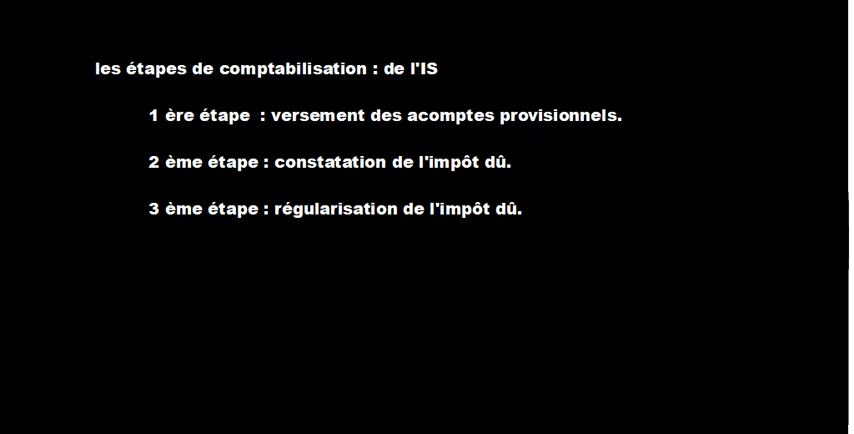 les étapes de comptabilisation : de l'IS
1 ère étape : versement des acomptes provisionnels.
2 ème étape : constatation de l'impôt dû.
3 ème étape : régularisation de l'impôt dû.